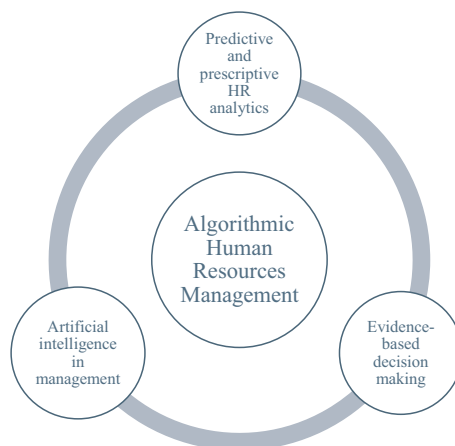 Predictive
and
prescriptive
HR
analytics
Algorithmic
Human
Resources
Management
Artificial
intelligence
in
management
Evidence-
based
decision
making